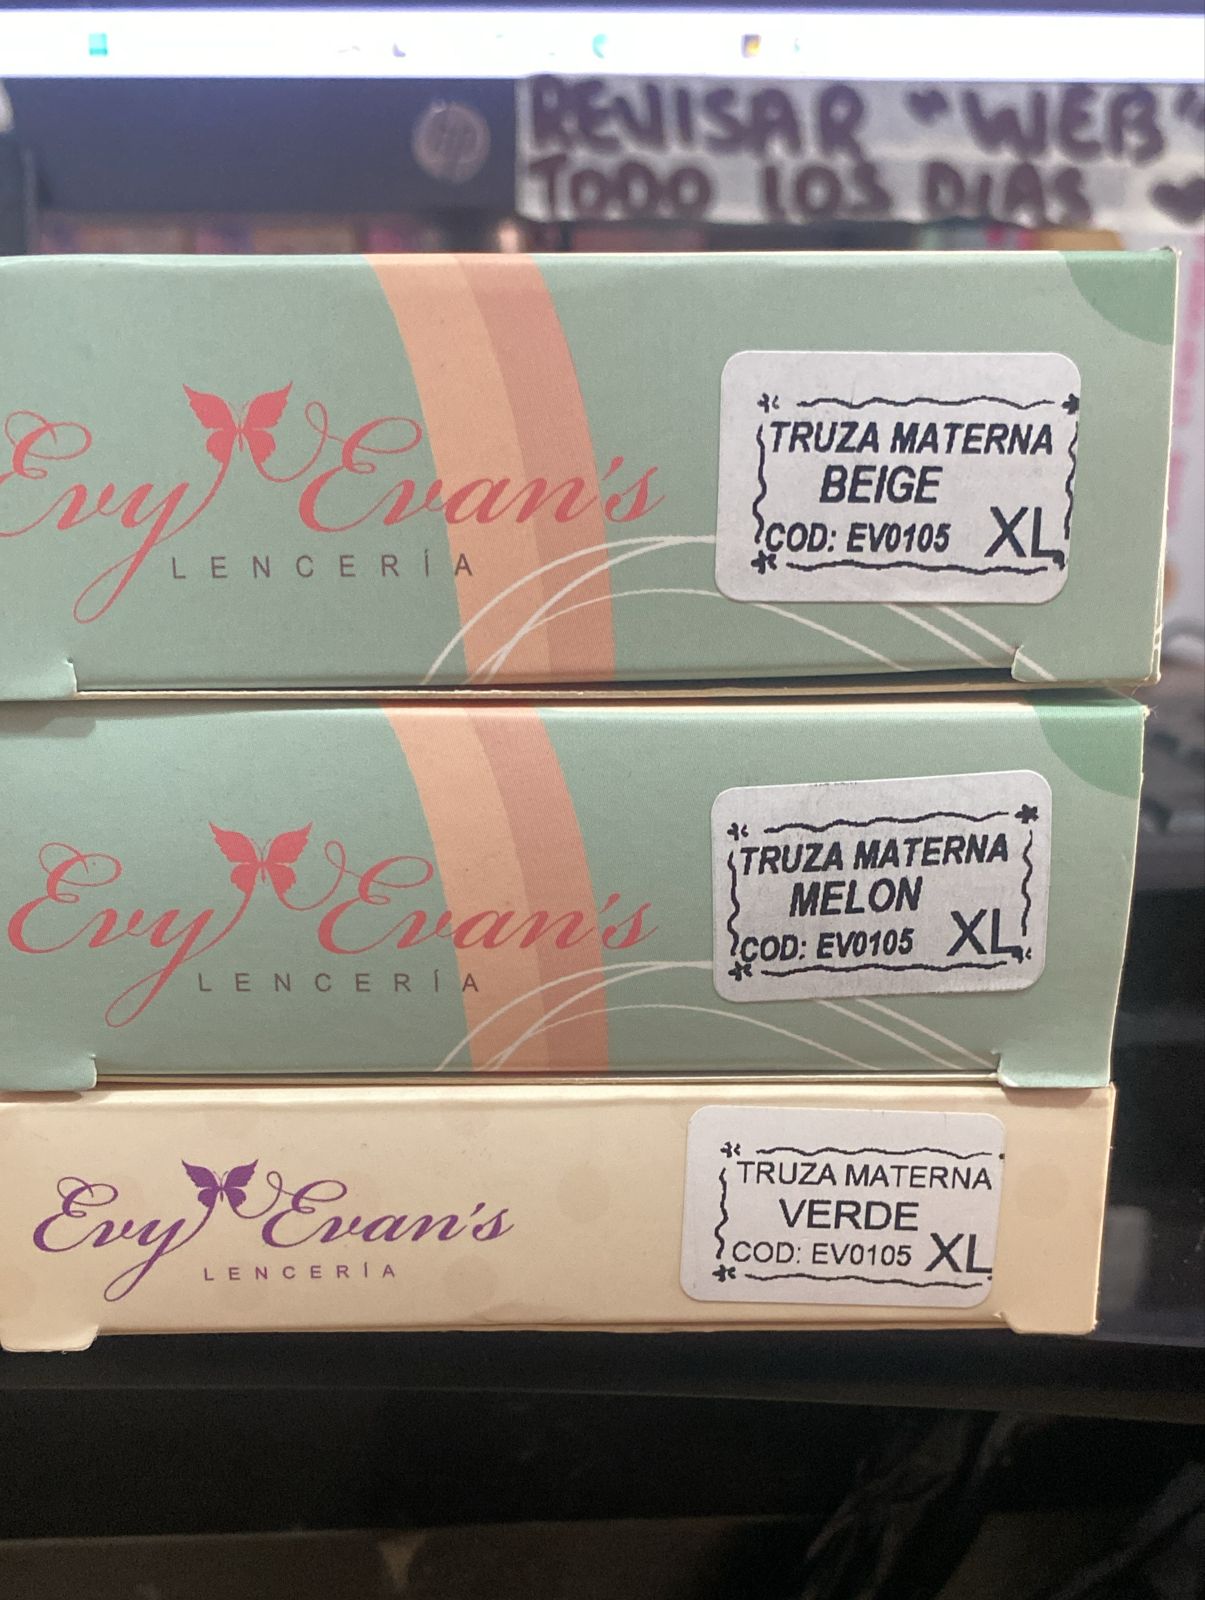 hp
REVISAR "WEB"
TODO LOS DIAS
Evy Evan's
LENCERÍA
TRUZA MATERNA
BEIGE
COD: EV0105 XL
Evy Evan's
LENCERÍA
TRUZA MATERNA
MELON
COD: EV0105 XL
Evy Evan's
LENCERÍA
TRUZA MATERNA
VERDE
COD: EV0105 XL